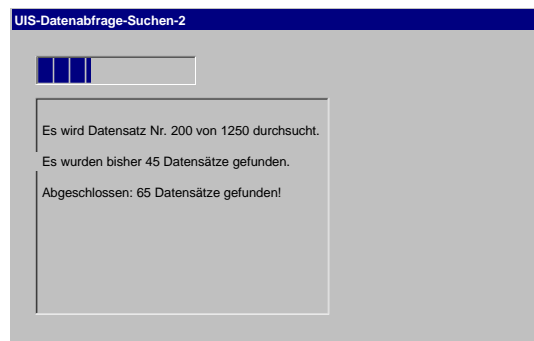 UIS-Datenabfrage-Suchen-2
Es wird Datensatz Nr. 200 von 1250 durchsucht.
Es wurden bisher 45 Datensätze gefunden.
Abgeschlossen: 65 Datensätze gefunden!